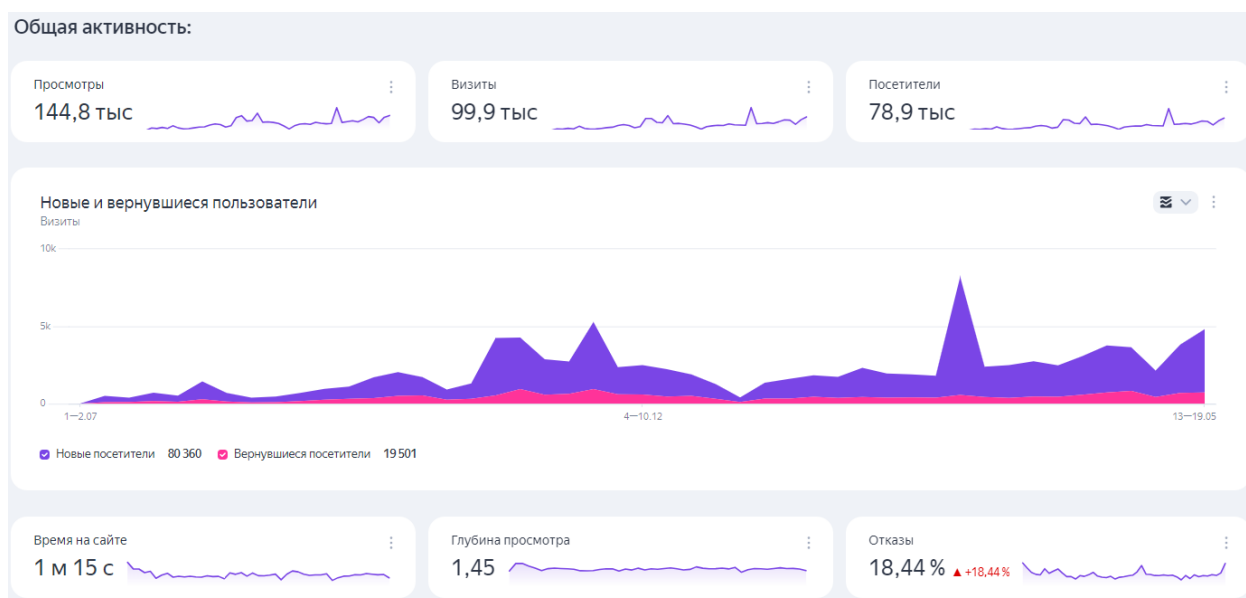 Общая активность:
Просмотры
144,8 тыс
Визиты
99,9 тыс
Посетители
78,9 тыс
Новые и вернувшиеся пользователи
Визиты
10k
5k
0
1—2.07 4—10.12 13—19.05
Новые посетители 80 360 Вернувшиеся посетители 19 501
Время на сайте
1 м 15 с
Глубина просмотра
1,45
Отказы
18,44 % ▲ +18,44%